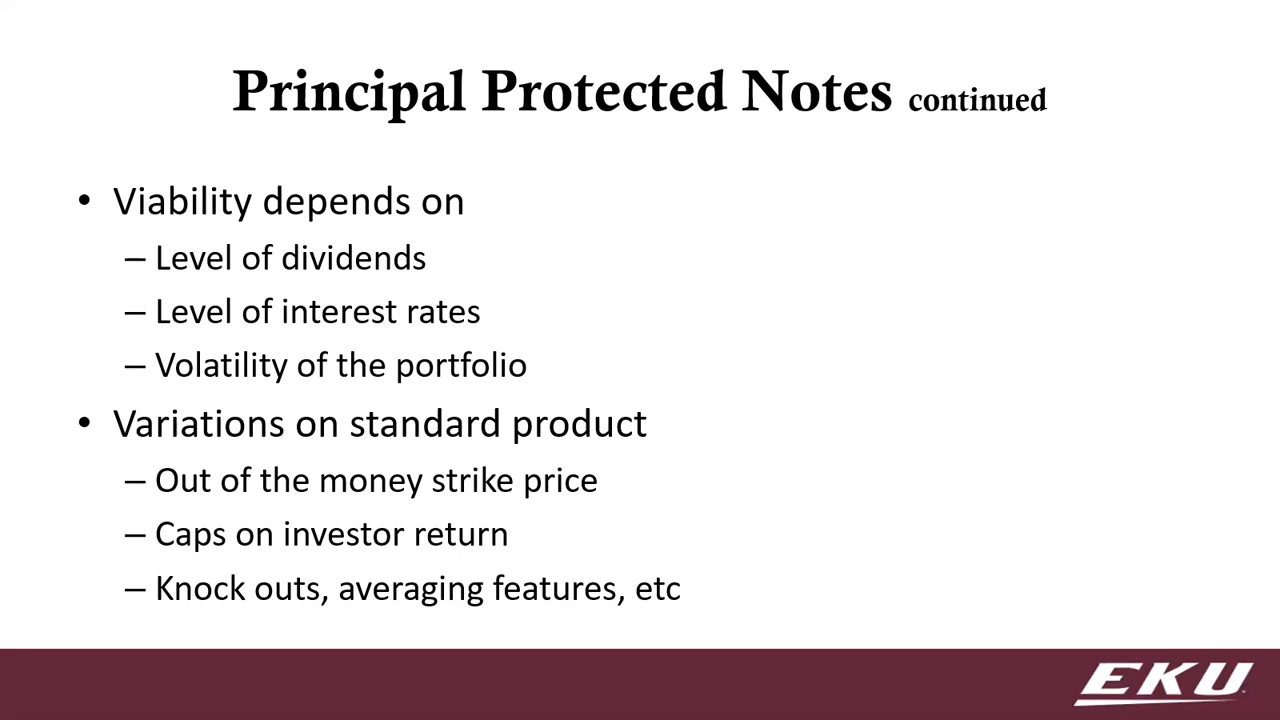 Principal Protected Notes continued
• Viability depends on
– Level of dividends
– Level of interest rates
– Volatility of the portfolio
• Variations on standard product
– Out of the money strike price
– Caps on investor return
– Knock outs, averaging features, etc
EKU